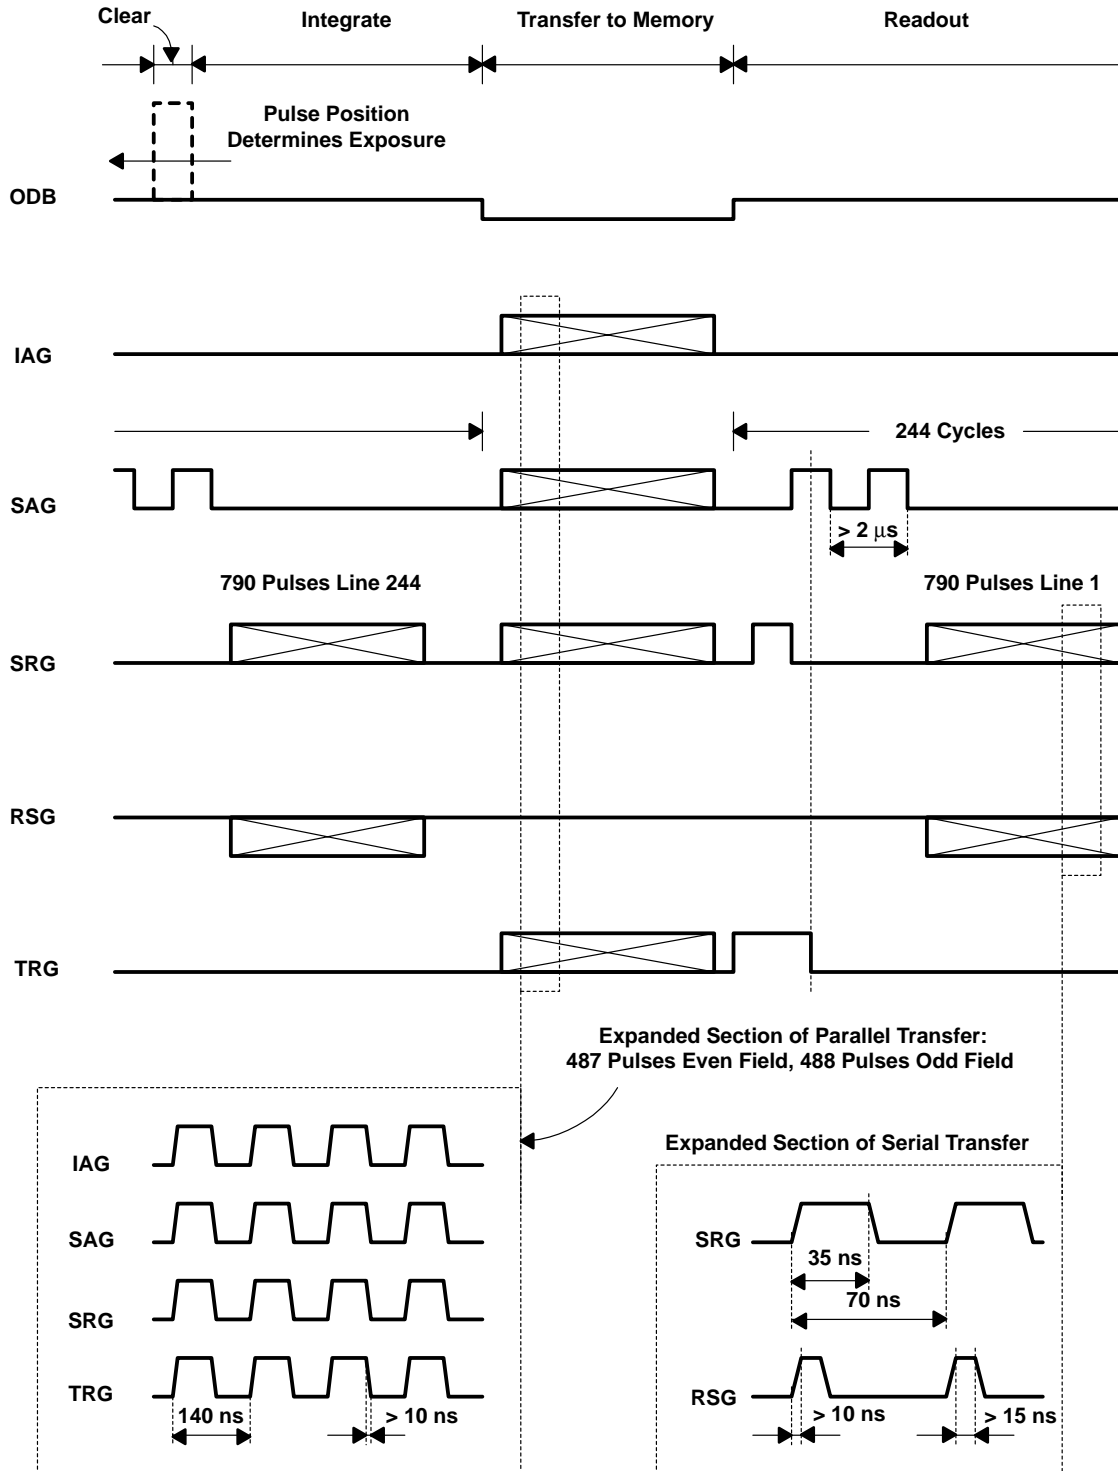 Clear
Integrate
Transfer to Memory
Readout
Pulse Position
Determines Exposure
ODB
IAG
244 Cycles
SAG
> 2 μs
790 Pulses Line 244
790 Pulses Line 1
SRG
RSG
TRG
Expanded Section of Parallel Transfer:
487 Pulses Even Field, 488 Pulses Odd Field
IAG
SAG
SRG
TRG
140 ns
> 10 ns
Expanded Section of Serial Transfer
SRG
35 ns
70 ns
RSG
> 10 ns
> 15 ns